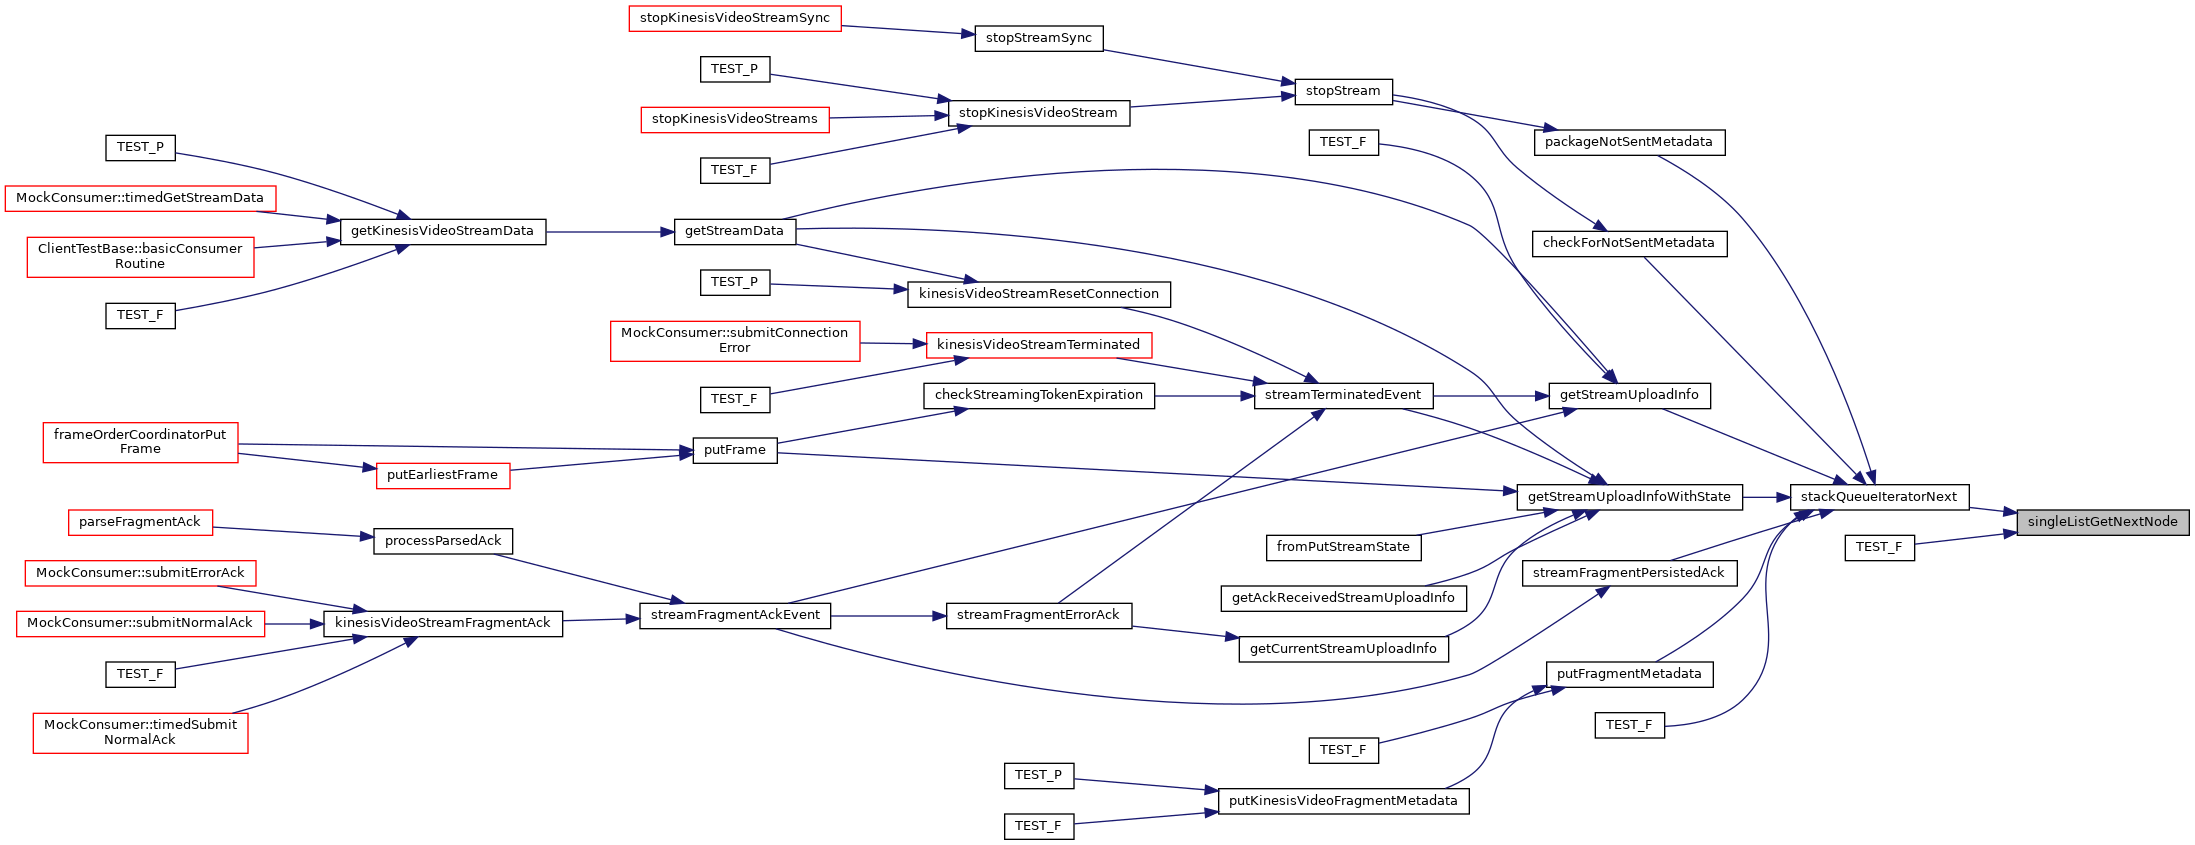 stopKinesisVideoStreamSync
stopStreamSync
TEST_P
stopStream
stopKinesisVideoStream
stopKinesisVideoStreams
TEST_F
packageNotSentMetadata
TEST_P
TEST_F
MockConsumer::timedGetStreamData
getKinesisVideoStreamData
getStreamData
checkForNotSentMetadata
ClientTestBase::basicConsumer
Routine
TEST_P
kinesisVideoStreamResetConnection
TEST_F
MockConsumer::submitConnection
Error
kinesisVideoStreamTerminated
TEST_F
checkStreamingTokenExpiration
streamTerminatedEvent
getStreamUploadInfo
frameOrderCoordinatorPut
Frame
putFrame
putEarliestFrame
getStreamUploadInfoWithState
stackQueueIteratorNext
singleListGetNextNode
parseFragmentAck
processParsedAck
fromPutStreamState
TEST_F
MockConsumer::submitErrorAck
streamFragmentPersistedAck
getAckReceivedStreamUploadInfo
MockConsumer::submitNormalAck
kinesisVideoStreamFragmentAck
streamFragmentAckEvent
streamFragmentErrorAck
getCurrentStreamUploadInfo
TEST_F
putFragmentMetadata
MockConsumer::timedSubmit
NormalAck
TEST_F
TEST_F
TEST_P
putKinesisVideoFragmentMetadata
TEST_F